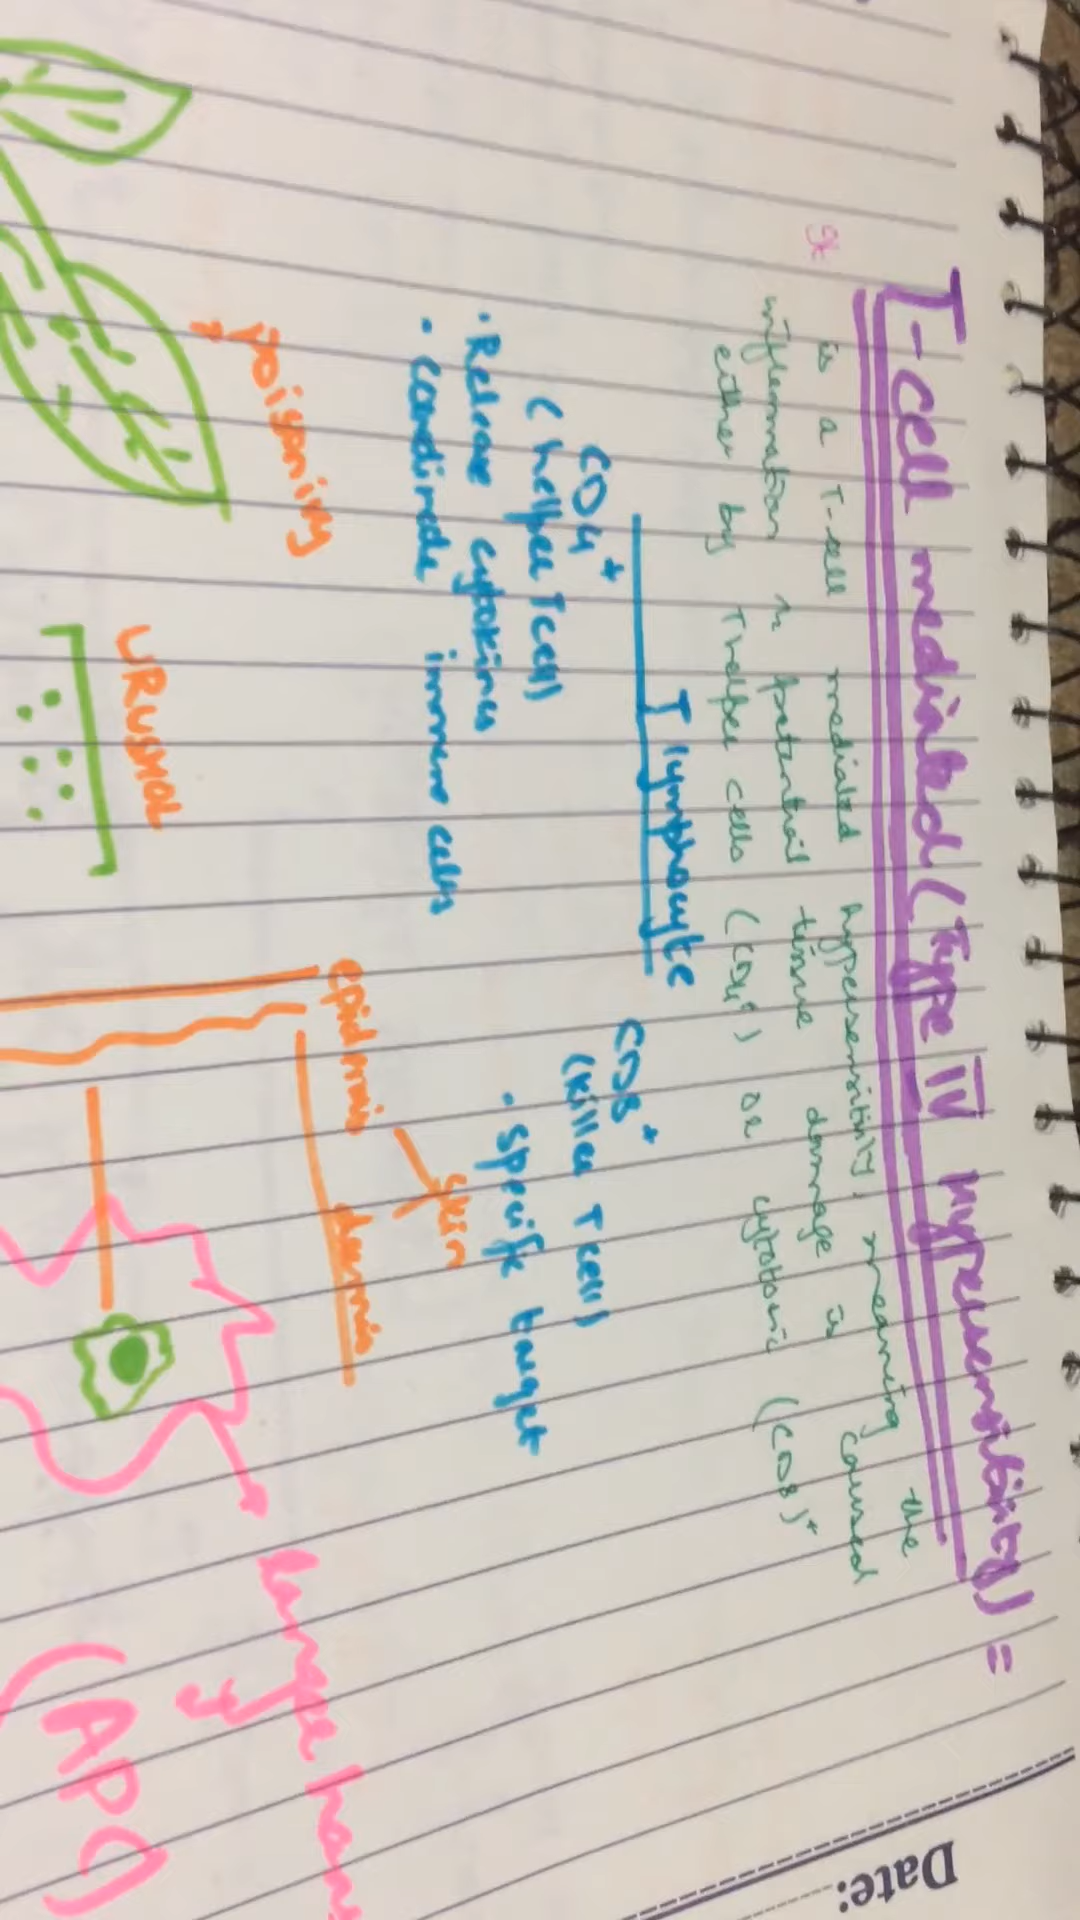 Date:
T-cell mediated (Type IV Hypersensitivity) =
is a T-cell mediated hypersensitivity, meaning the
inflammation & potential tissue damage is caused
either by T helper cells (CD4+) or cytotoxic (CD8)+
T lymphocyte
CD4+
(helper T cell)
· Release cytokines
· Coordinate immune cells
CD8+
(killer T cell)
· Specific target
poisoning
URUSHIOL
skin
epidermis
dermis
langerhans
(APC)